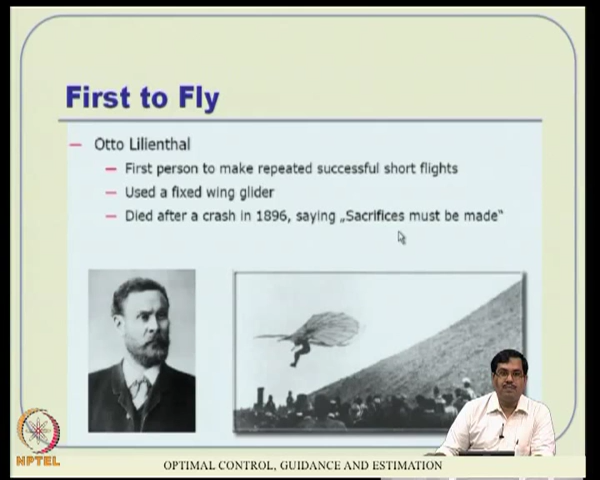 First to Fly
Otto Lilienthal
First person to make repeated successful short flights
Used a fixed wing glider
Died after a crash in 1896, saying „Sacrifices must be made“
NPTEL
OPTIMAL CONTROL, GUIDANCE AND ESTIMATION